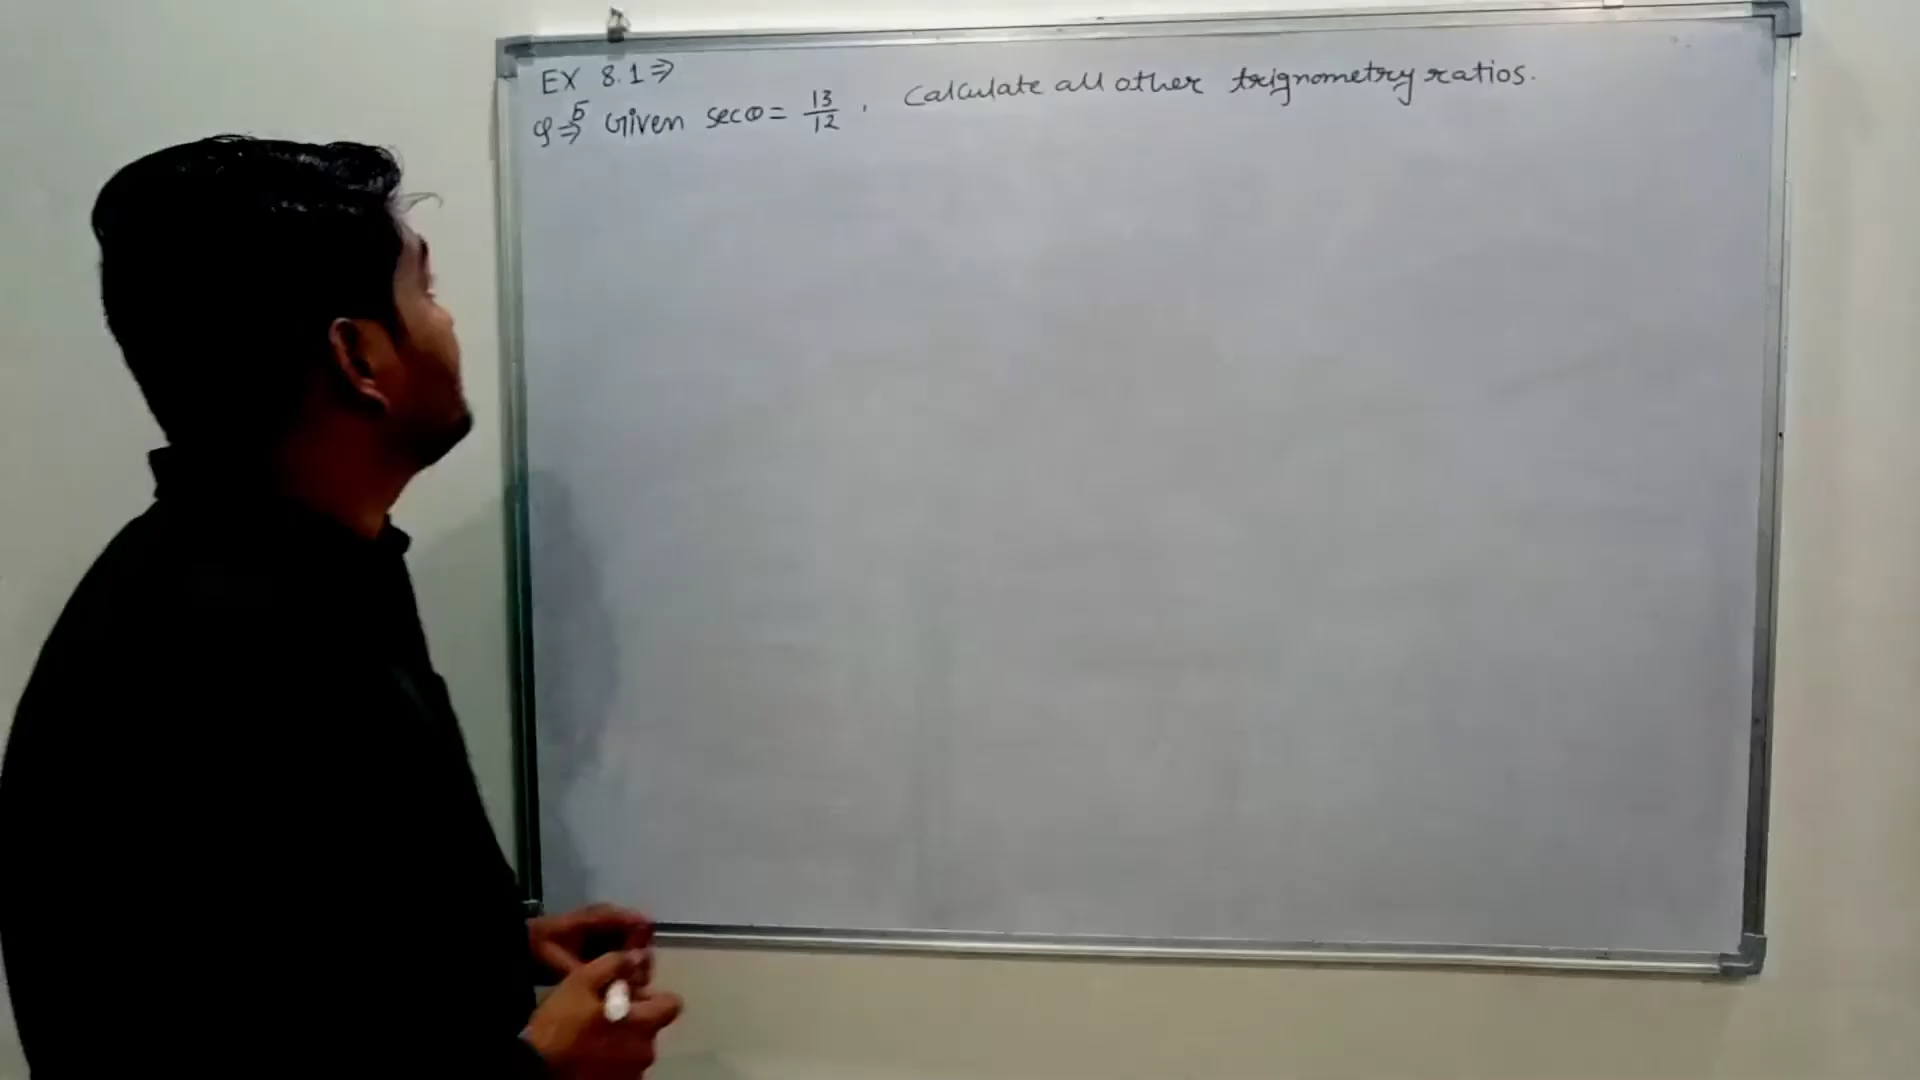 EX 8.1⇒
Q5⇒ Given secθ = 13/12 , Calculate all other trignometry ratios.